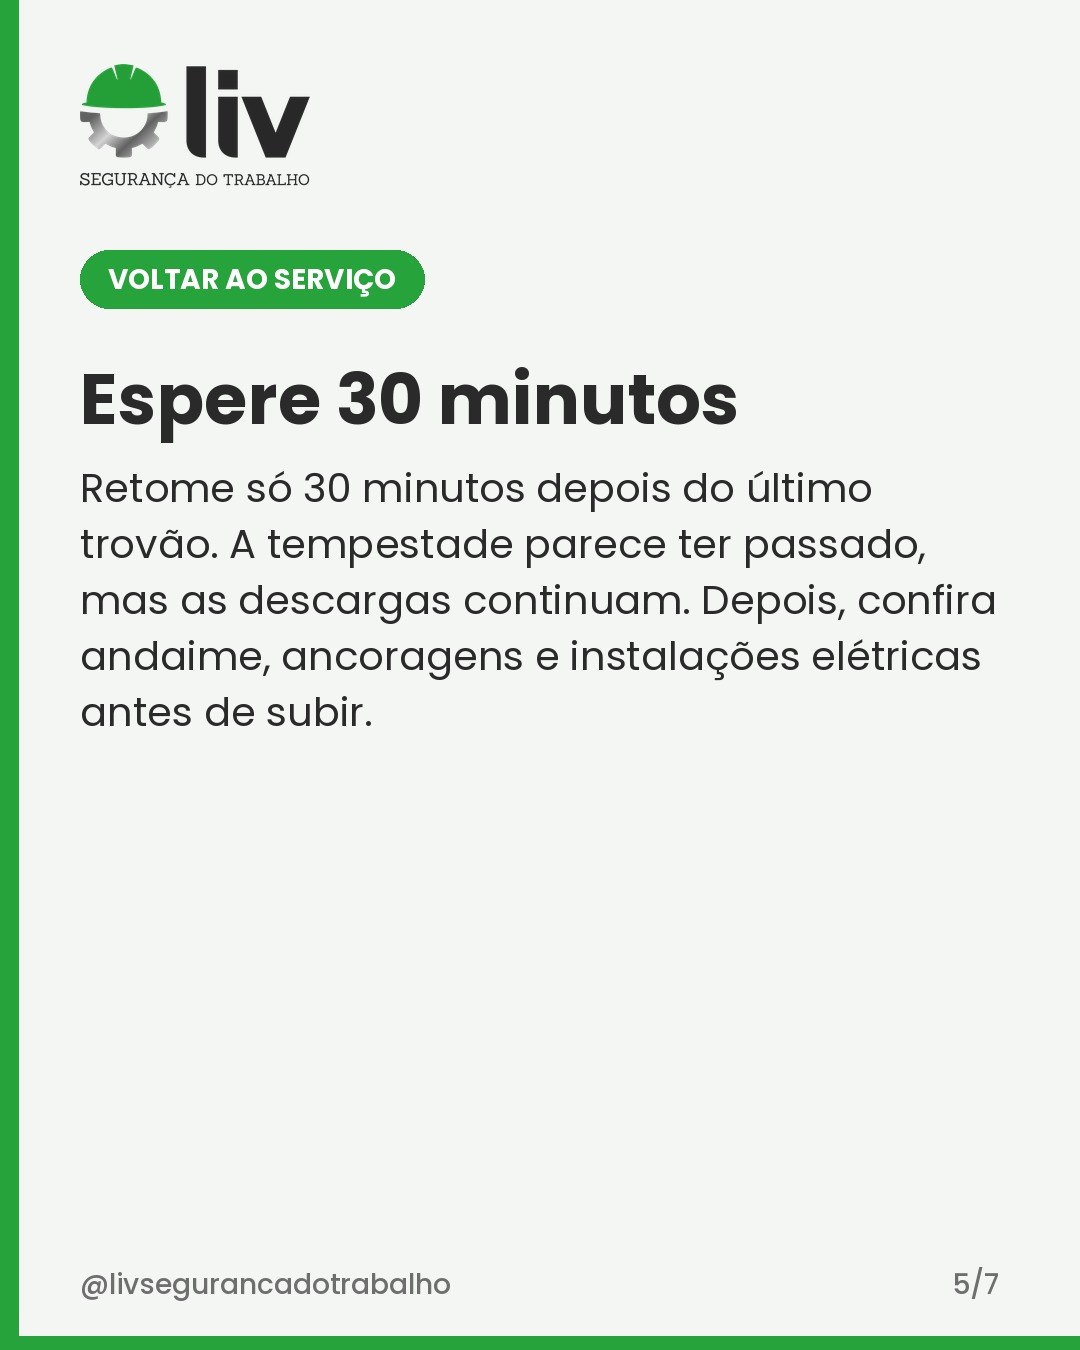 liv
SEGURANÇA DO TRABALHO
VOLTAR AO SERVIÇO
Espere 30 minutos
Retome só 30 minutos depois do último
trovão. A tempestade parece ter passado,
mas as descargas continuam. Depois, confira
andaime, ancoragens e instalações elétricas
antes de subir.
@livsegurancadotrabalho
5/7